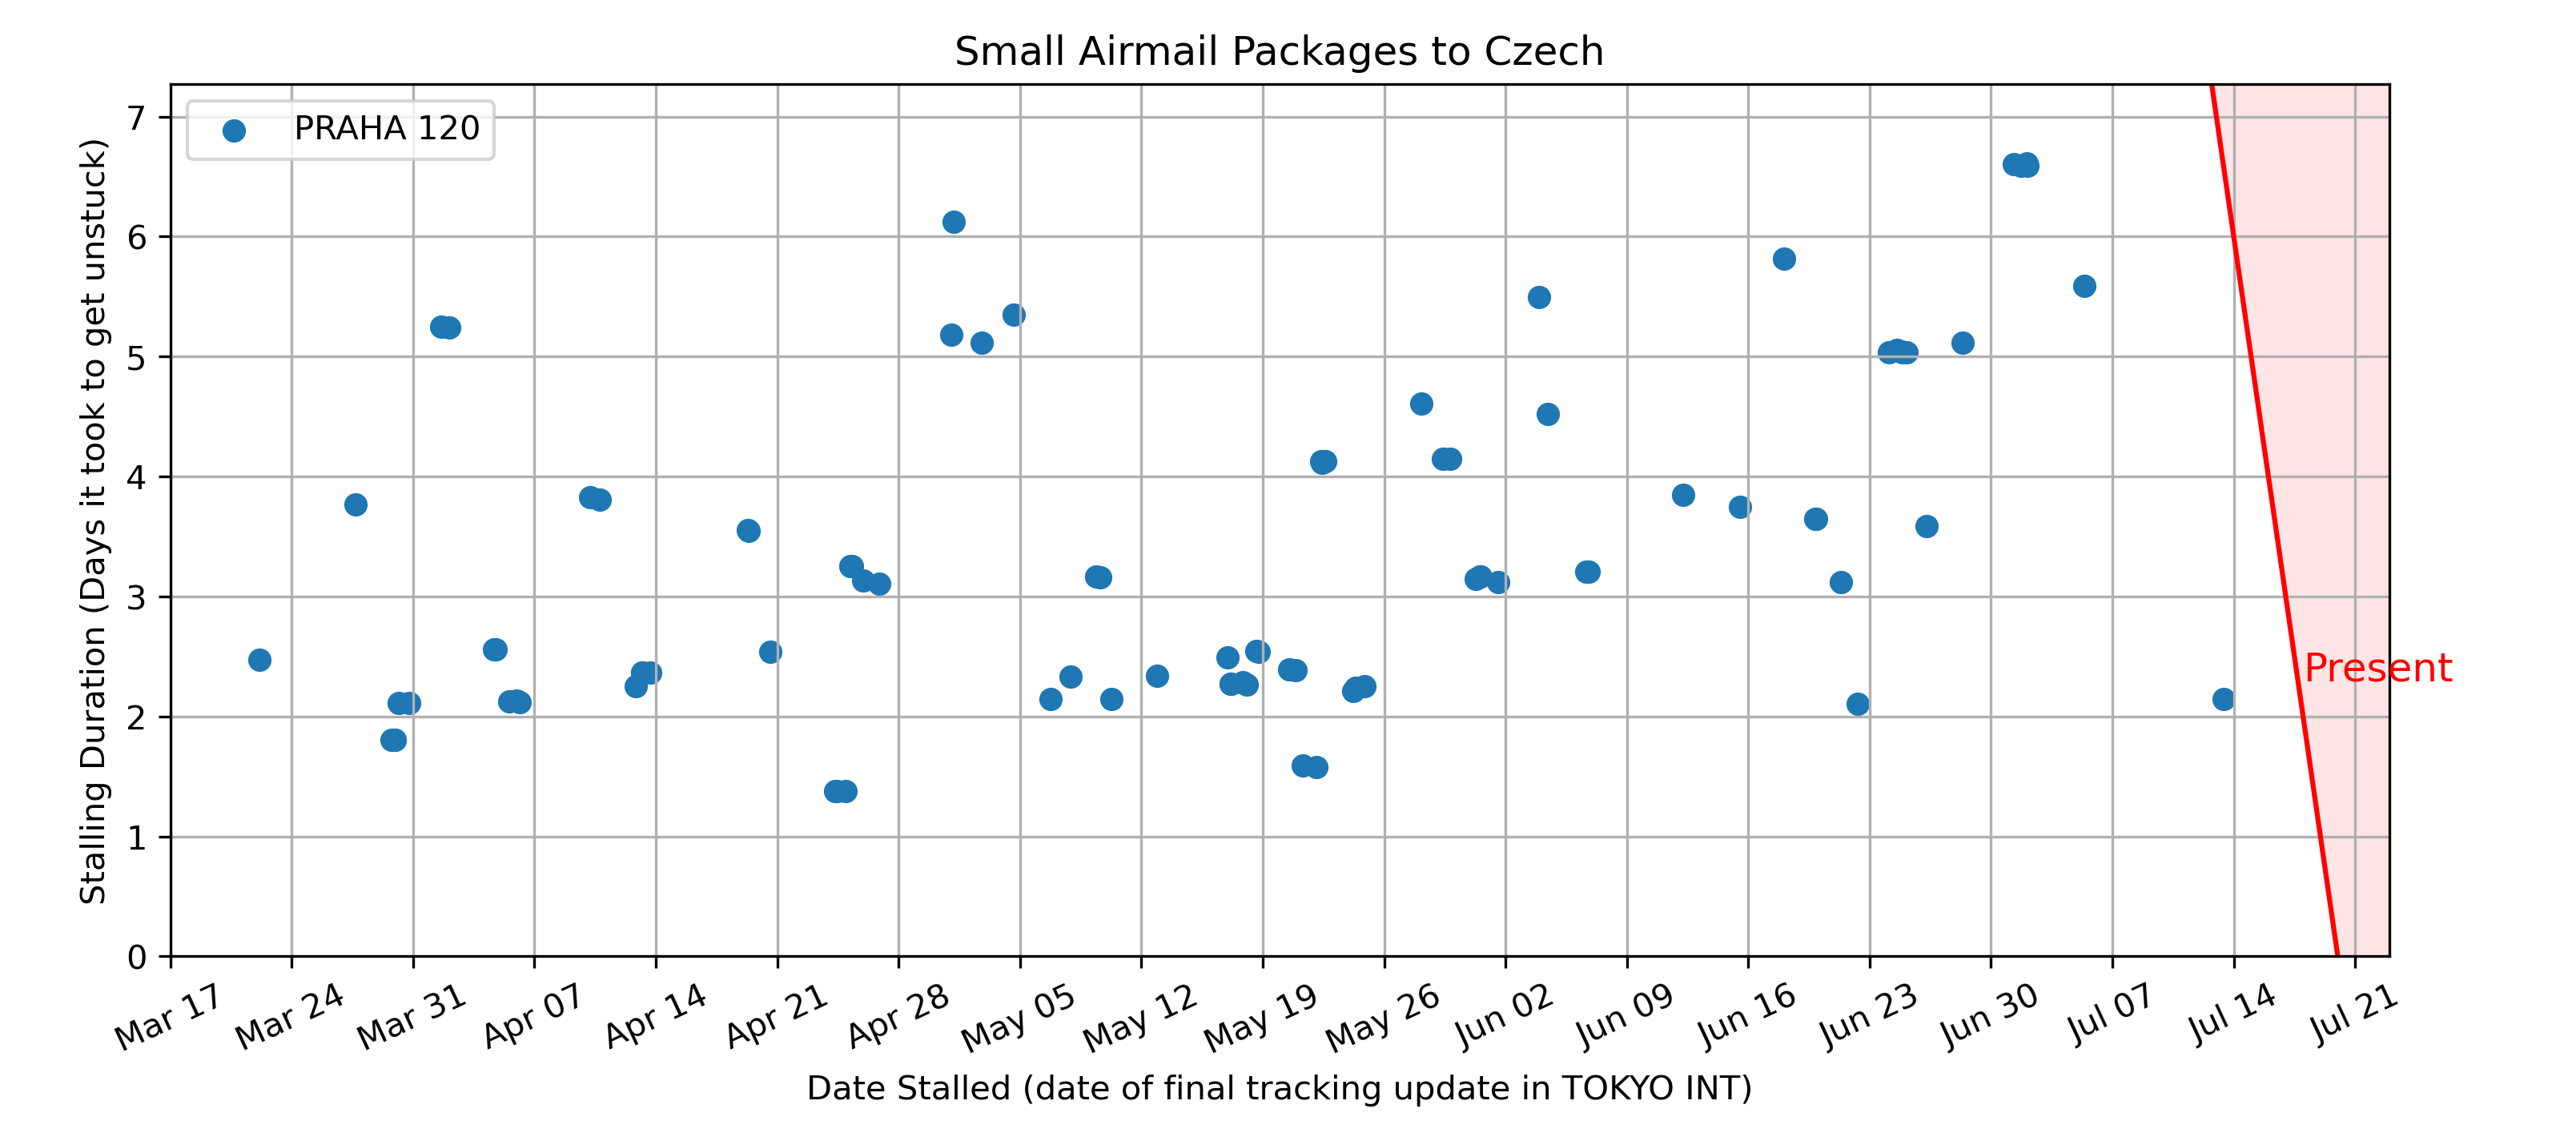 Small Airmail Packages to Czech
PRAHA 120
Stalling Duration (Days it took to get unstuck)
7
6
5
4
3
2
1
0
Present
Mar 17
Mar 24
Mar 31
Apr 07
Apr 14
Apr 21
Apr 28
May 05
May 12
May 19
May 26
Jun 02
Jun 09
Jun 16
Jun 23
Jun 30
Jul 07
Jul 14
Jul 21
Date Stalled (date of final tracking update in TOKYO INT)